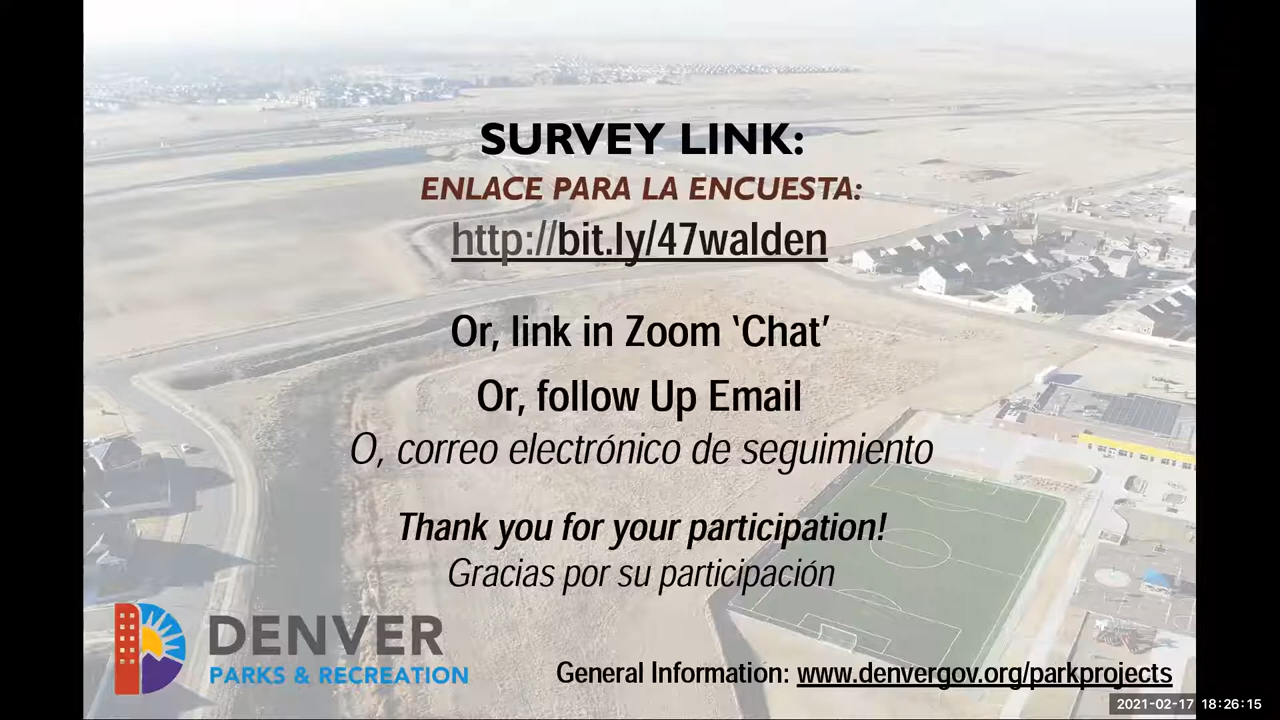 SURVEY LINK:
ENLACE PARA LA ENCUESTA:
http://bit.ly/47walden
Or, link in Zoom ‘Chat’
Or, follow Up Email
O, correo electrónico de seguimiento
Thank you for your participation!
Gracias por su participación
DENVER
PARKS & RECREATION
General Information: www.denvergov.org/parkprojects
2021-02-17 18:26:15